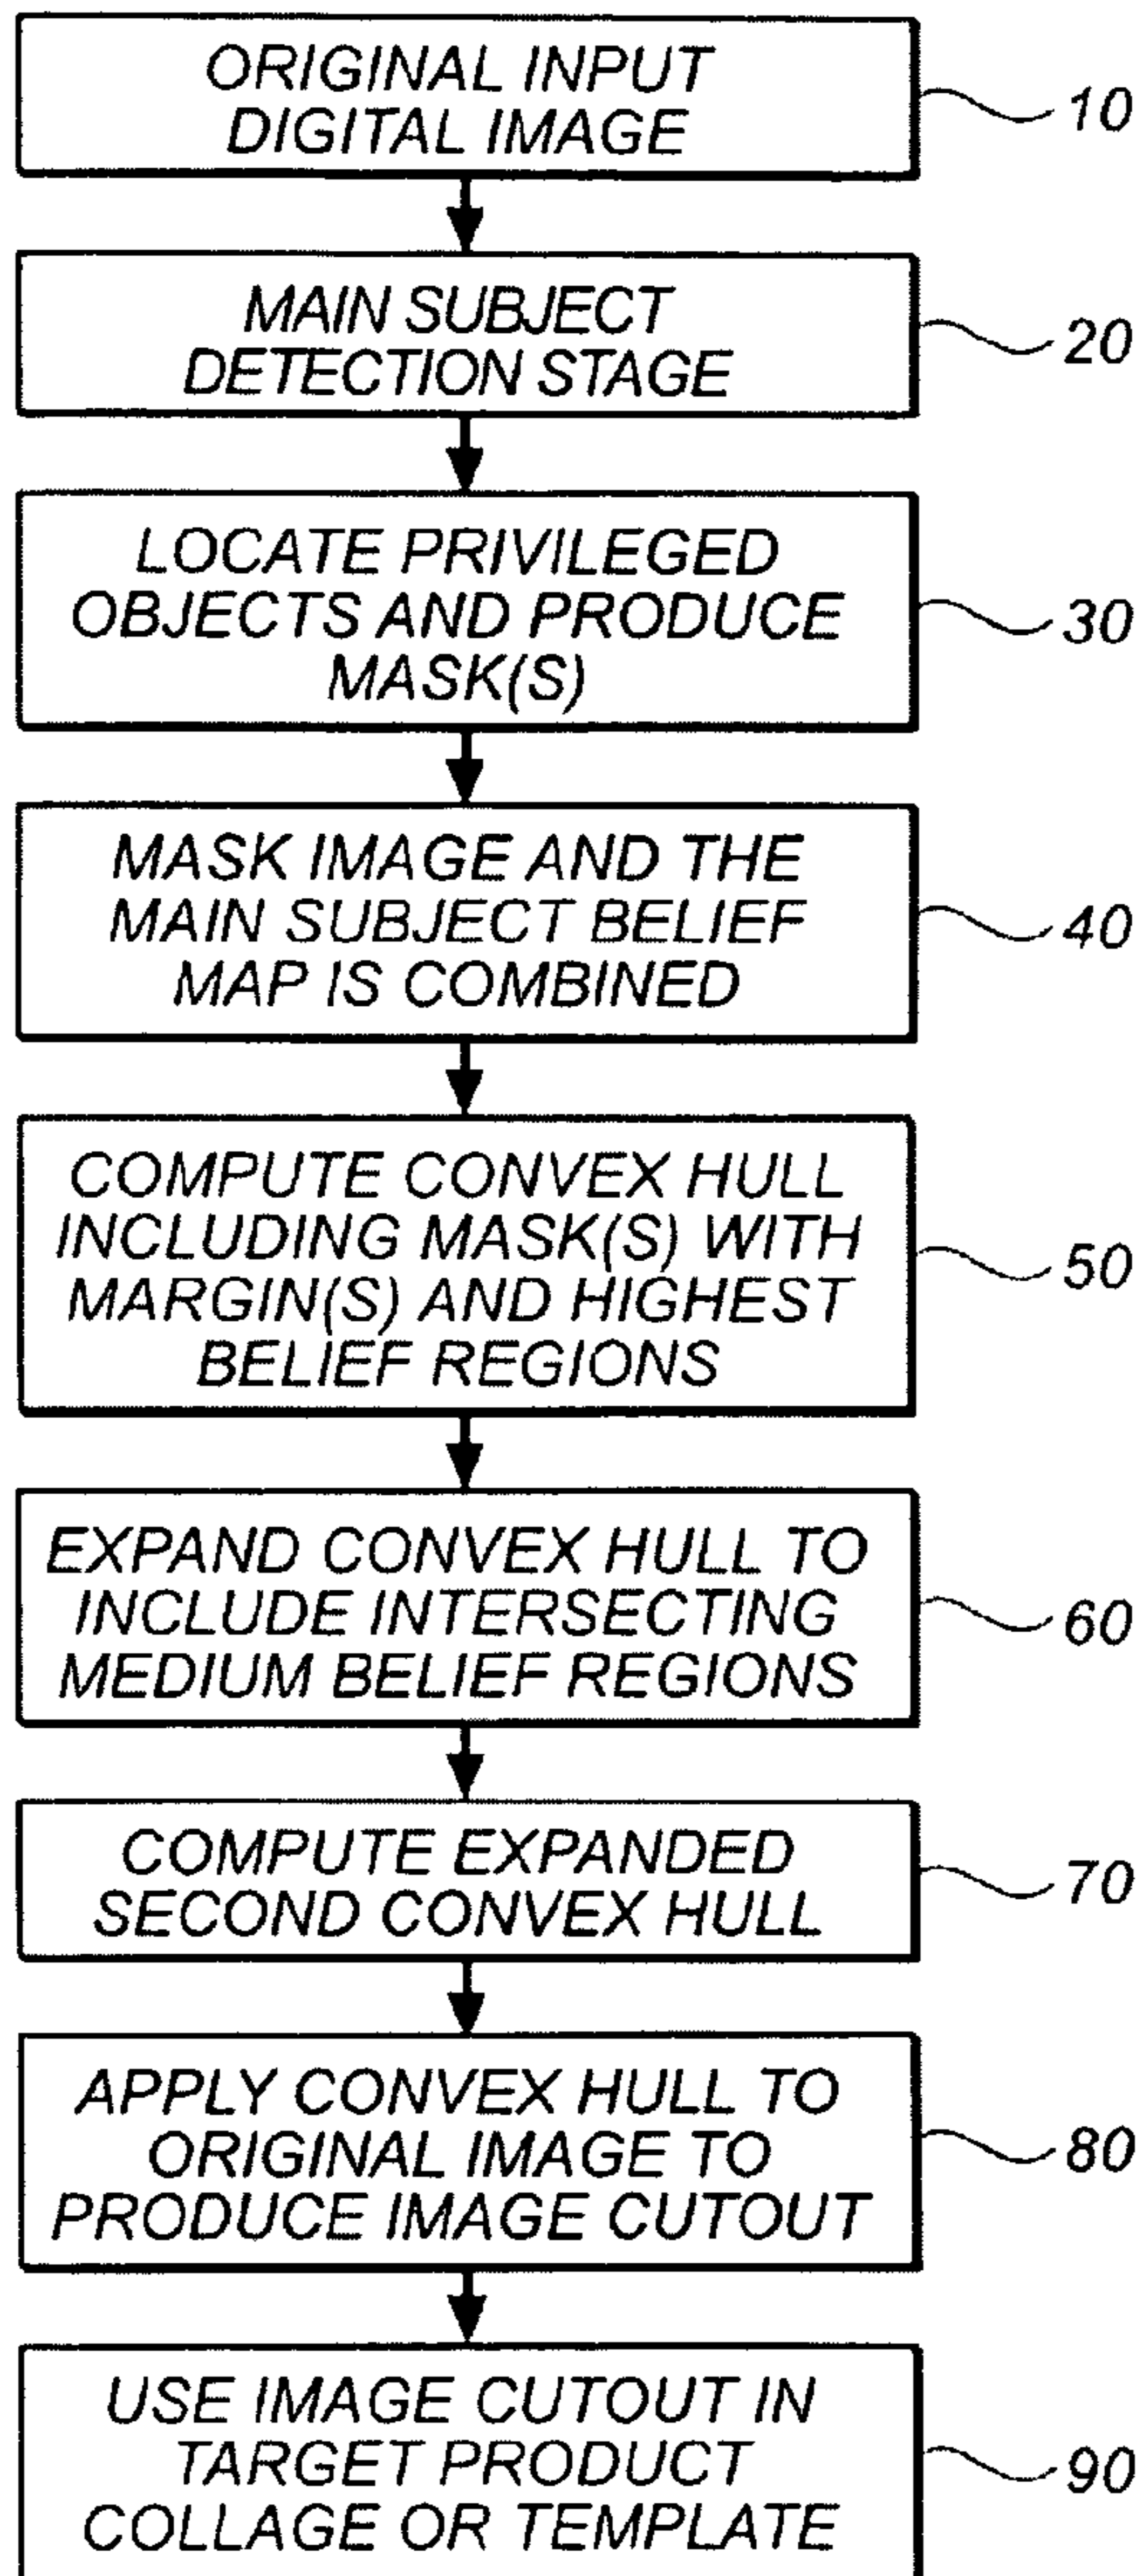 ORIGINAL INPUT
DIGITAL IMAGE
10
MAIN SUBJECT
DETECTION STAGE
20
LOCATE PRIVILEGED
OBJECTS AND PRODUCE
MASK(S)
30
MASK IMAGE AND THE
MAIN SUBJECT BELIEF
MAP IS COMBINED
40
COMPUTE CONVEX HULL
INCLUDING MASK(S) WITH
MARGIN(S) AND HIGHEST
BELIEF REGIONS
50
EXPAND CONVEX HULL TO
INCLUDE INTERSECTING
MEDIUM BELIEF REGIONS
60
COMPUTE EXPANDED
SECOND CONVEX HULL
70
APPLY CONVEX HULL TO
ORIGINAL IMAGE TO
PRODUCE IMAGE CUTOUT
80
USE IMAGE CUTOUT IN
TARGET PRODUCT
COLLAGE OR TEMPLATE
90